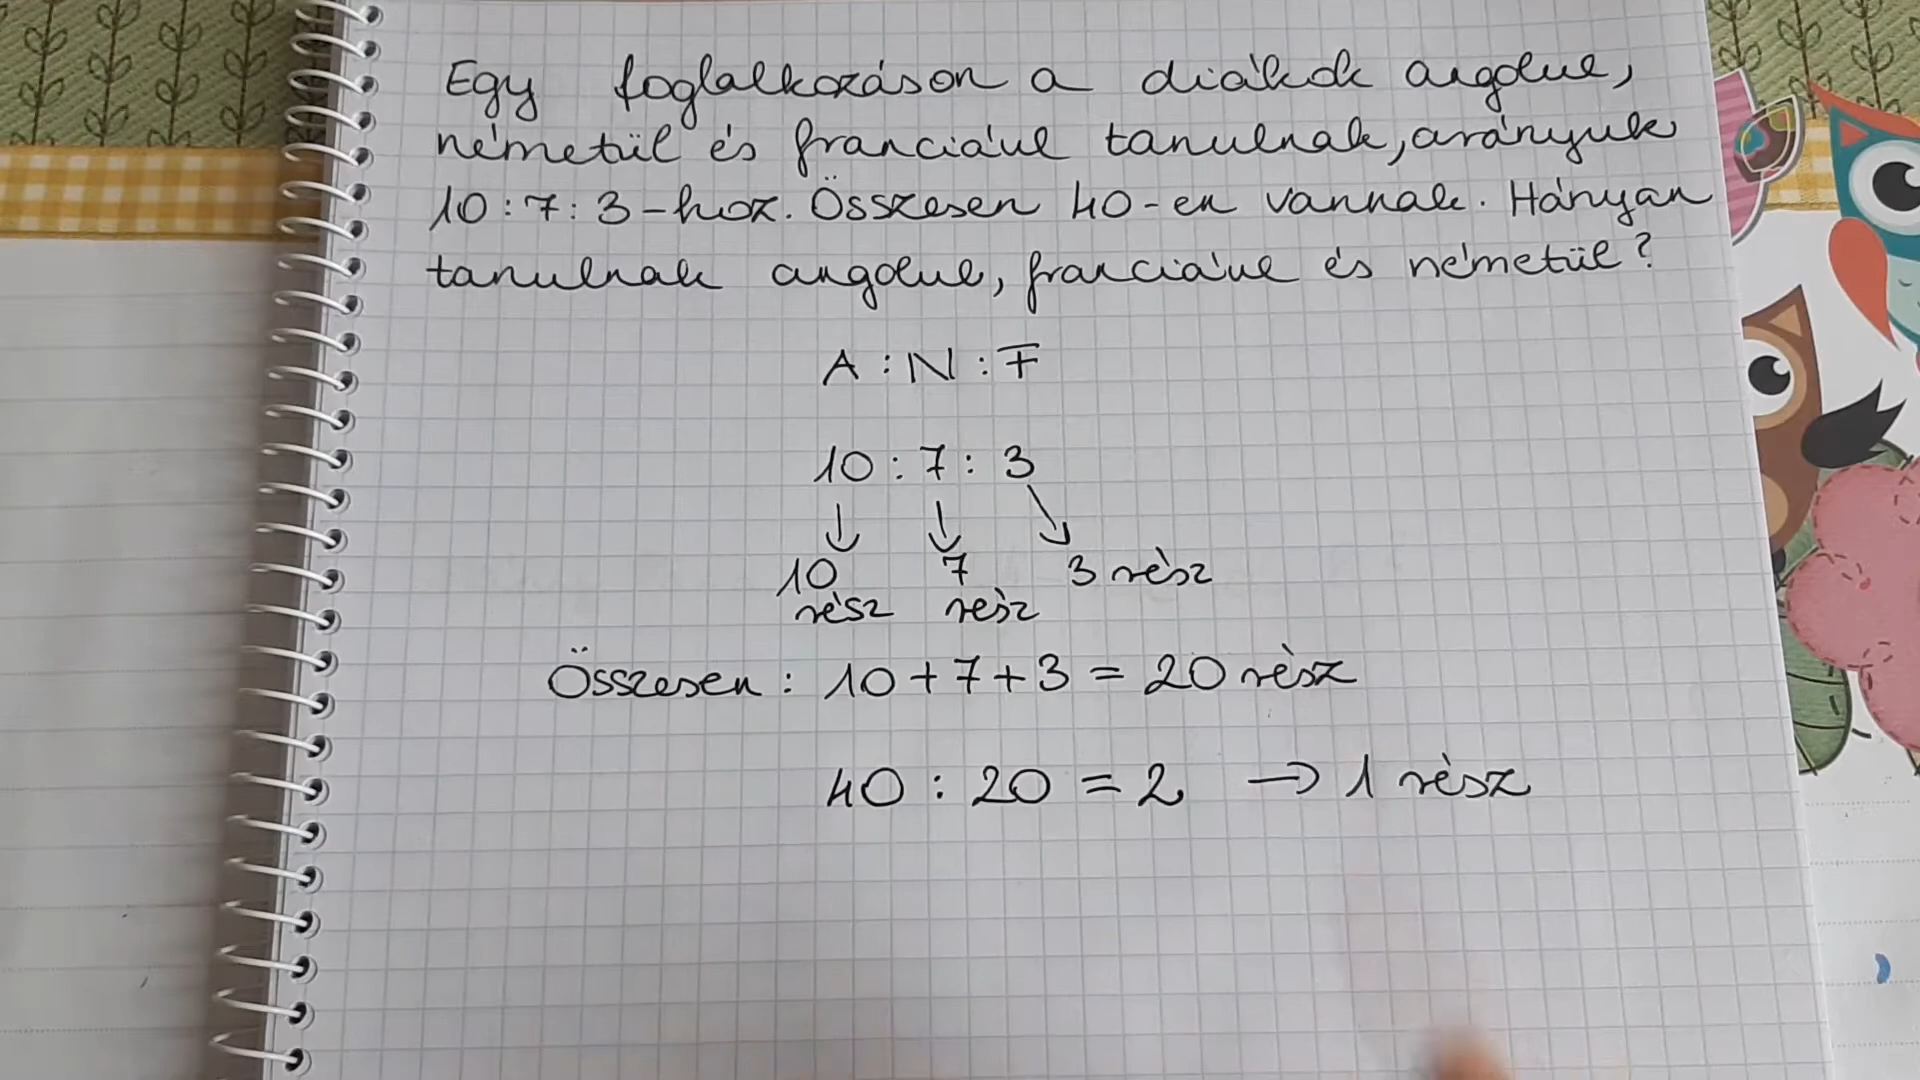 Egy foglalkozáson a diákok angolul,
németül és franciául tanulnak, arányuk
10:7:3-hoz. Összesen 40-en vannak. Hányan
tanulnak angolul, franciául és németül?
A : N : F
10 : 7 : 3
10 7 3 rész
rész rész
Összesen: 10+7+3 = 20 rész
40 : 20 = 2 → 1 rész